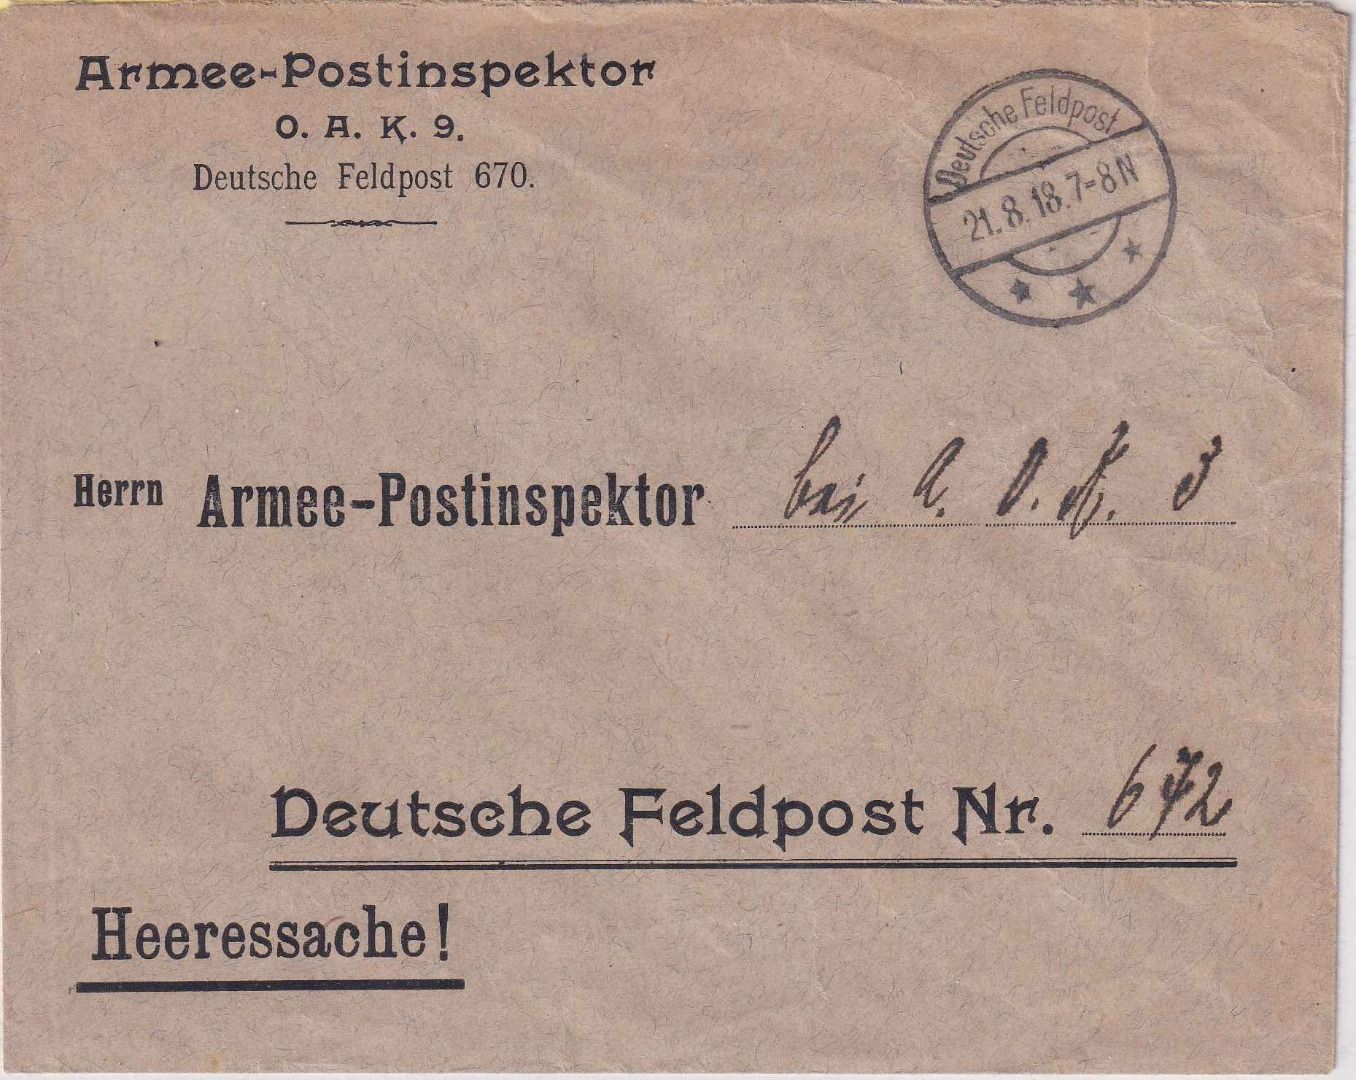 Armee-Postinspektor
O. A. K. 9.
Deutsche Feldpost 670.
Deutsche Feldpost
21.8.18.7-8N
Herrn Armee-Postinspektor bei A. O. K. 3
Deutsche Feldpost Nr. 672
Heeressache!